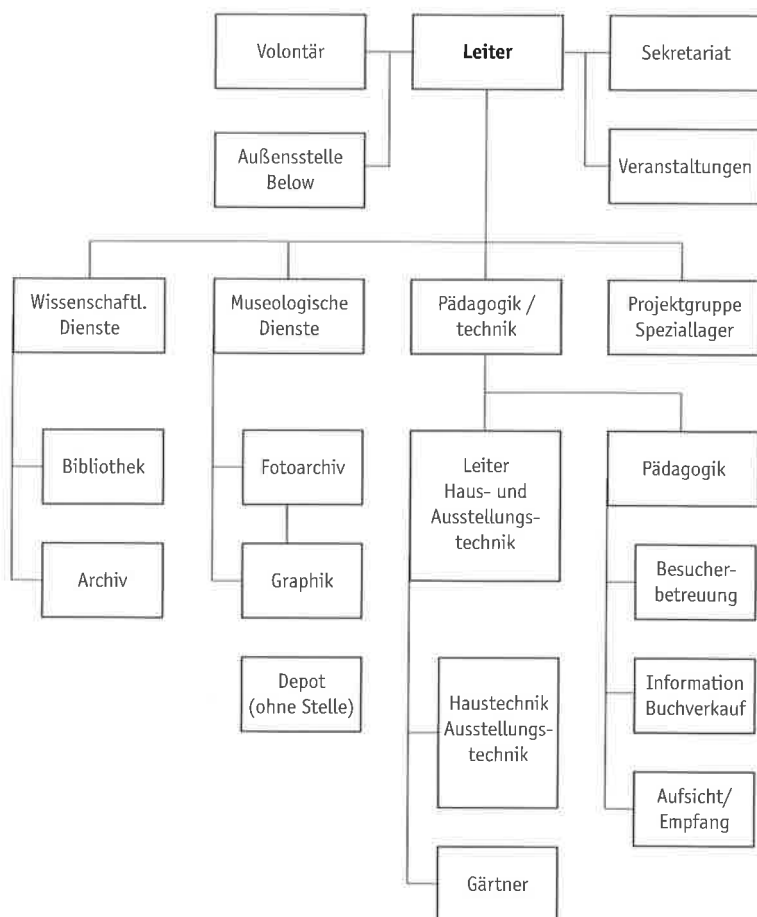 Volontär
Leiter
Sekretariat
Außensstelle
Below
Veranstaltungen
Wissenschaftl.
Dienste
Museologische
Dienste
Pädagogik /
technik
Projektgruppe
Speziallager
Bibliothek
Fotoarchiv
Leiter
Haus- und
Ausstellungs-
technik
Pädagogik
Archiv
Graphik
Besucher-
betreuung
Depot
(ohne Stelle)
Haustechnik
Ausstellungs-
technik
Information
Buchverkauf
Aufsicht/
Empfang
Gärtner